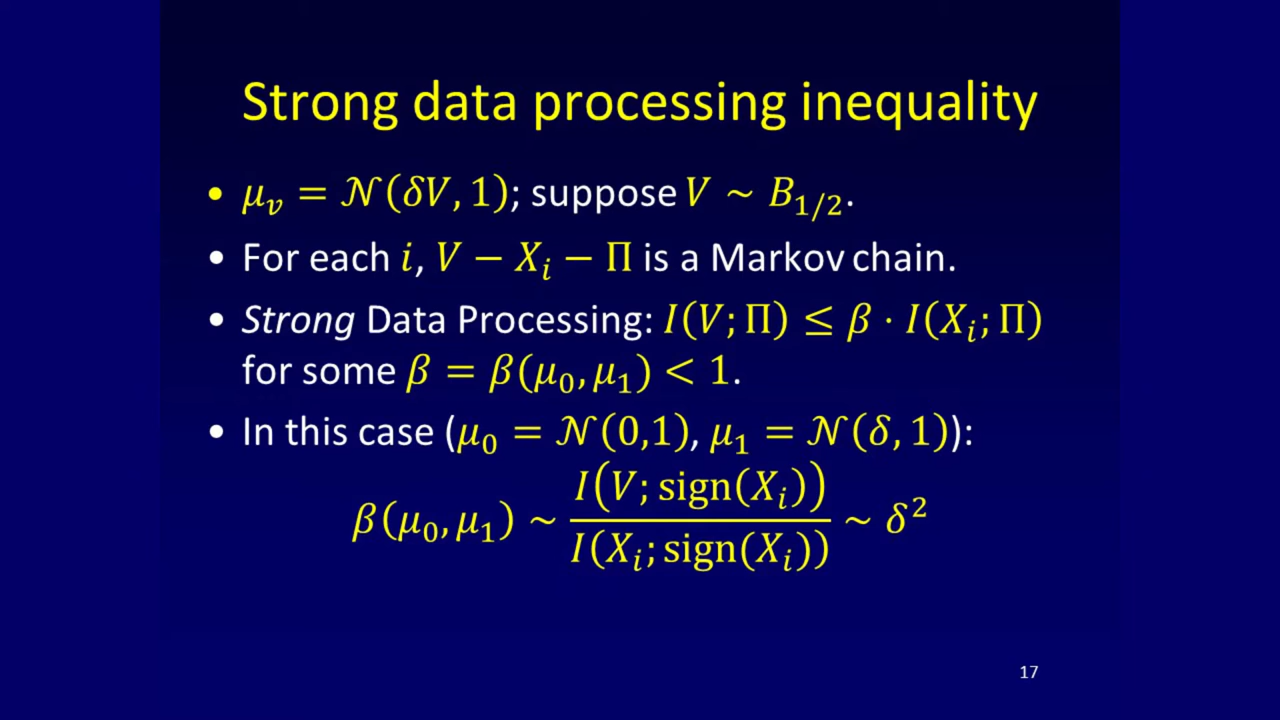 Strong data processing inequality
• μ_v = 𝒩(δV, 1); suppose V ~ B_{1/2}.
• For each i, V − X_i − Π is a Markov chain.
• Strong Data Processing: I(V; Π) ≤ β · I(X_i; Π)
for some β = β(μ_0, μ_1) < 1.
• In this case (μ_0 = 𝒩(0,1), μ_1 = 𝒩(δ, 1)):
β(μ_0, μ_1) ~ I(V; sign(X_i)) / I(X_i; sign(X_i)) ~ δ^2
17